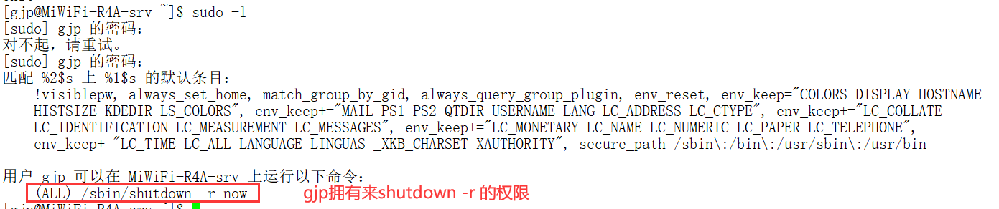 [gjp@MiWiFi-R4A-srv ~]$ sudo -l
[sudo] gjp 的密码：
对不起，请重试。
[sudo] gjp 的密码：
匹配 %2$s 上 %1$s 的默认条目：
!visiblepw, always_set_home, match_group_by_gid, always_query_group_plugin, env_reset, env_keep="COLORS DISPLAY HOSTNAME
HISTSIZE KDEDIR LS_COLORS", env_keep+="MAIL PS1 PS2 QTDIR USERNAME LANG LC_ADDRESS LC_CTYPE", env_keep+="LC_COLLATE
LC_IDENTIFICATION LC_MEASUREMENT LC_MESSAGES", env_keep+="LC_MONETARY LC_NAME LC_NUMERIC LC_PAPER LC_TELEPHONE",
env_keep+="LC_TIME LC_ALL LANGUAGE LINGUAS _XKB_CHARSET XAUTHORITY", secure_path=/sbin\:/bin\:/usr/sbin\:/usr/bin
用户 gjp 可以在 MiWiFi-R4A-srv 上运行以下命令：
(ALL) /sbin/shutdown -r now
gjp拥有来shutdown -r 的权限
[gjp@MiWiFi-R4A-srv ~]$